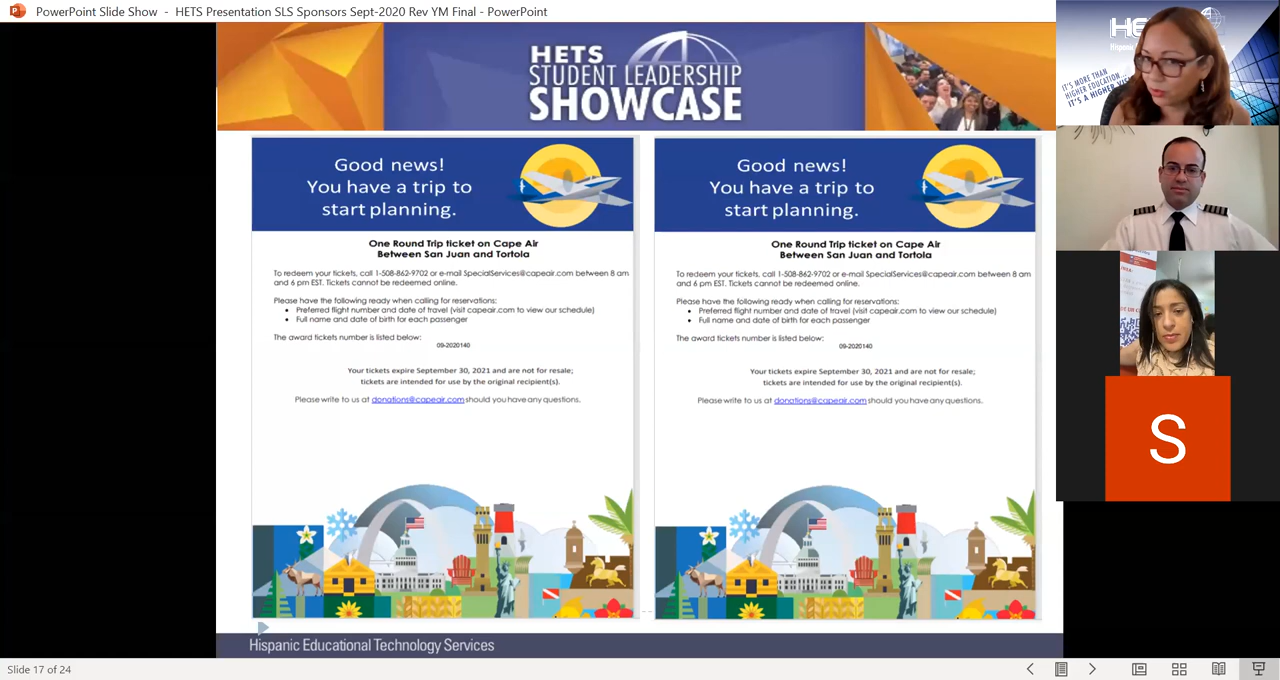 PowerPoint Slide Show - HETS Presentation SLS Sponsors Sept-2020 Rev YM Final - PowerPoint
HETS
STUDENT LEADERSHIP
SHOWCASE
Good news!
You have a trip to
start planning.
One Round Trip ticket on Cape Air
Between San Juan and Tortola
To redeem your tickets, call 1-508-862-9702 or e-mail SpecialServices@capeair.com between 8 am
and 6 pm EST. Tickets cannot be redeemed online.
Please have the following ready when calling for reservations:
• Preferred flight number and date of travel (visit capeair.com to view our schedule)
• Full name and date of birth for each passenger
The award tickets number is listed below:
09-2020140
Your tickets expire September 30, 2021 and are not for resale;
tickets are intended for use by the original recipient(s).
Please write to us at donations@capeair.com should you have any questions.
Good news!
You have a trip to
start planning.
One Round Trip ticket on Cape Air
Between San Juan and Tortola
To redeem your tickets, call 1-508-862-9702 or e-mail SpecialServices@capeair.com between 8 am
and 6 pm EST. Tickets cannot be redeemed online.
Please have the following ready when calling for reservations:
• Preferred flight number and date of travel (visit capeair.com to view our schedule)
• Full name and date of birth for each passenger
The award tickets number is listed below:
09-2020140
Your tickets expire September 30, 2021 and are not for resale;
tickets are intended for use by the original recipient(s).
Please write to us at donations@capeair.com should you have any questions.
Hispanic Educational Technology Services
IT'S MORE THAN
HIGHER EDUCATION...
IT'S A HIGHER
S
Slide 17 of 24